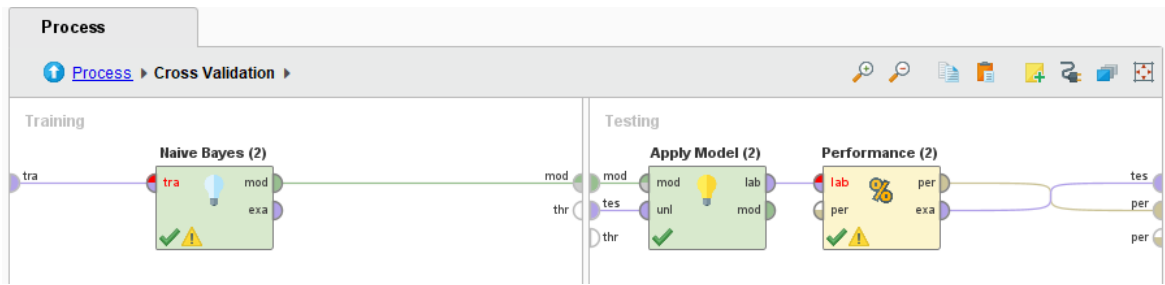 Process
Process Cross Validation
Training
Testing
Naive Bayes (2)
Apply Model (2)
Performance (2)
tra
tra
mod
exa
mod
thr
mod
tes
thr
mod
unl
lab
mod
lab
per
%
per
exa
tes
per
per